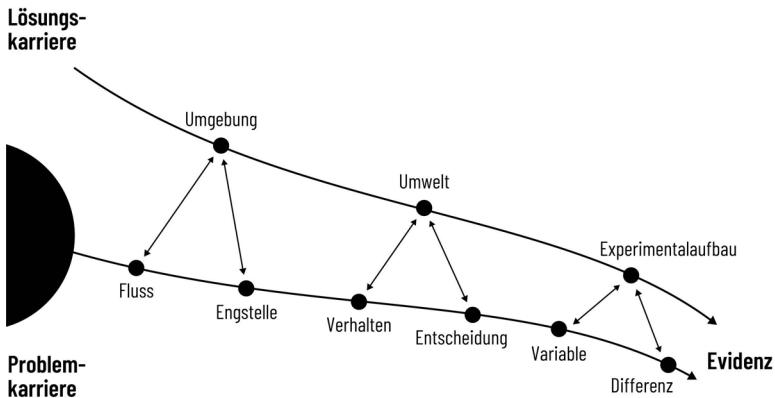 Lösungs-
karriere
Umgebung
Umwelt
Experimentalaufbau
Fluss
Engstelle
Verhalten
Entscheidung
Variable
Differenz
Evidenz
Problem-
karriere